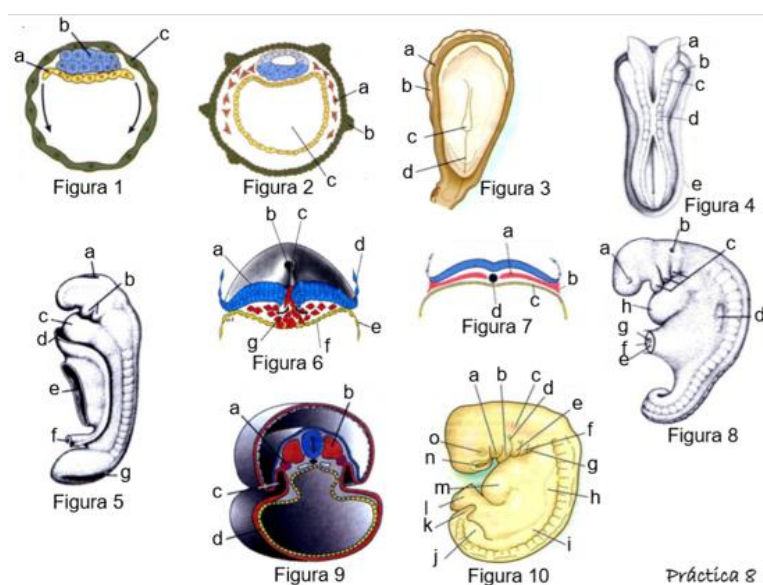 b
c
a
Figura 1
a
b
c
Figura 2
a
b
c
d
Figura 3
a
b
c
d
e
Figura 4
a
b
c
d
e
f
g
Figura 5
b
c
a
d
e
f
g
Figura 6
a
b
c
d
Figura 7
b
c
a
d
h
g
f
e
Figura 8
a
b
c
d
Figura 9
a
b
c
d
e
f
g
h
i
j
k
l
m
n
o
Figura 10
Práctica 8